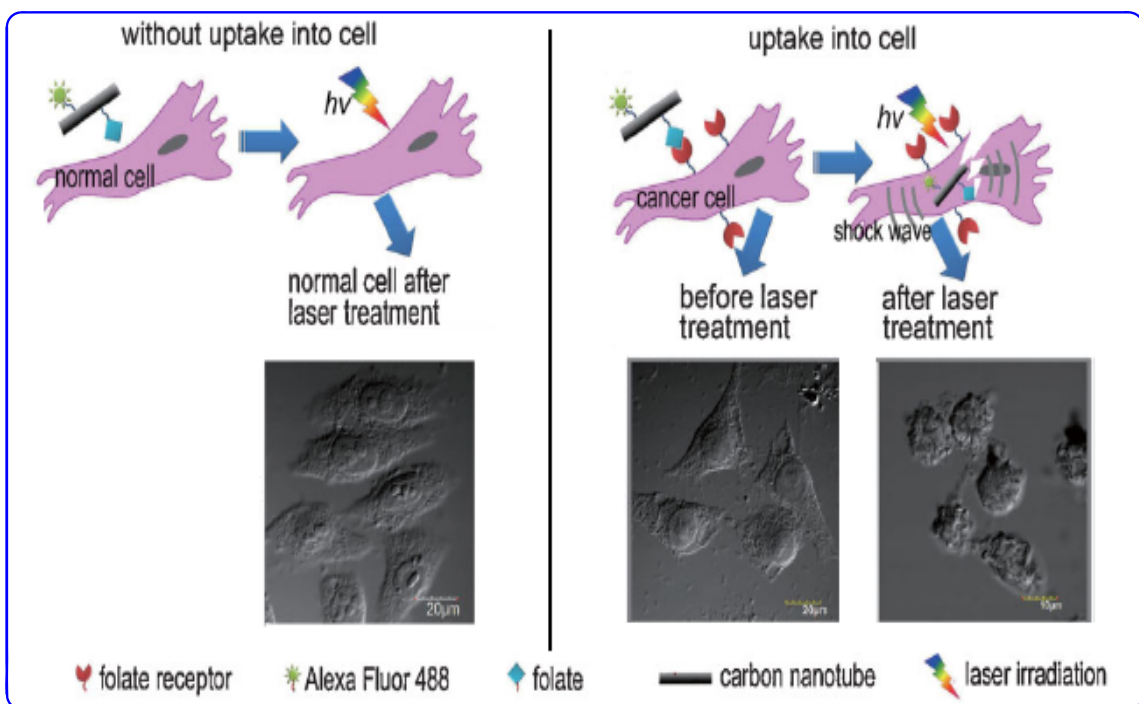 without uptake into cell
hν
normal cell
normal cell after
laser treatment
20μm
uptake into cell
hν
cancer cell
shock wave
before laser
treatment
after laser
treatment
20μm
10μm
folate receptor
Alexa Fluor 488
folate
carbon nanotube
laser irradiation